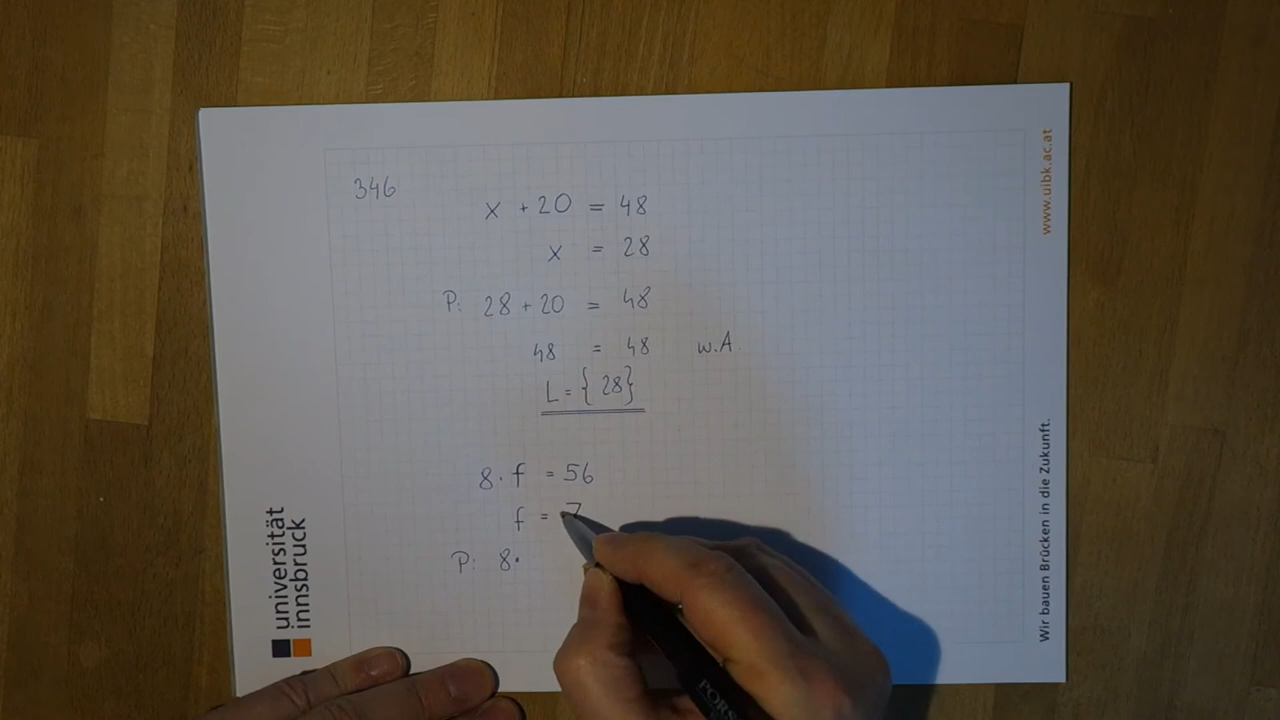 346
x + 20 = 48
x = 28
P: 28 + 20 = 48
48 = 48 w.A.
L = { 28}
8 · f = 56
f = 7
P: 8 ·
universität
innsbruck
www.uibk.ac.at
Wir bauen Brücken in die Zukunft.